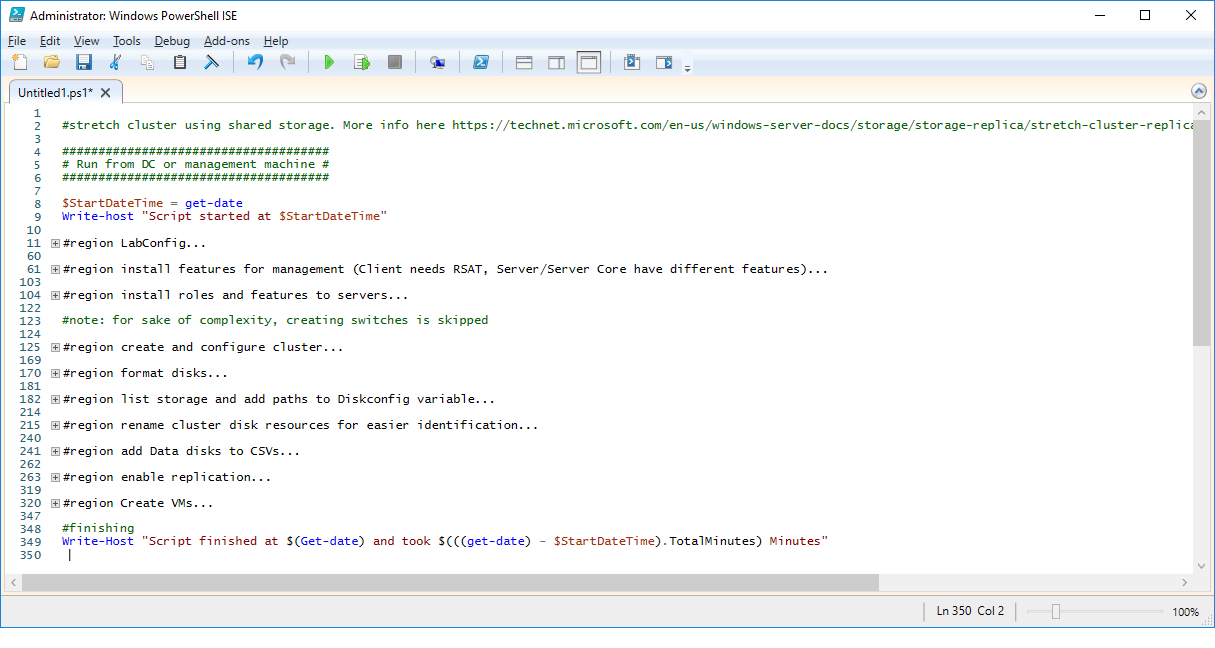 Administrator: Windows PowerShell ISE
File Edit View Tools Debug Add-ons Help
Untitled1.ps1*
1
2 #stretch cluster using shared storage. More info here https://technet.microsoft.com/en-us/windows-server-docs/storage/storage-replica/stretch-cluster-replica
3
4 #####################################
5 # Run from DC or management machine #
6 #####################################
7
8 $StartDateTime = get-date
9 Write-host "Script started at $StartDateTime"
10
11 #region LabConfig...
60
61 #region install features for management (Client needs RSAT, Server/Server Core have different features)...
103
104 #region install roles and features to servers...
122
123 #note: for sake of complexity, creating switches is skipped
124
125 #region create and configure cluster...
169
170 #region format disks...
181
182 #region list storage and add paths to Diskconfig variable...
214
215 #region rename cluster disk resources for easier identification...
240
241 #region add Data disks to CSVs...
262
263 #region enable replication...
319
320 #region Create VMs...
347
348 #finishing
349 Write-Host "Script finished at $(Get-date) and took $(((get-date) - $StartDateTime).TotalMinutes) Minutes"
350
Ln 350 Col 2 100%